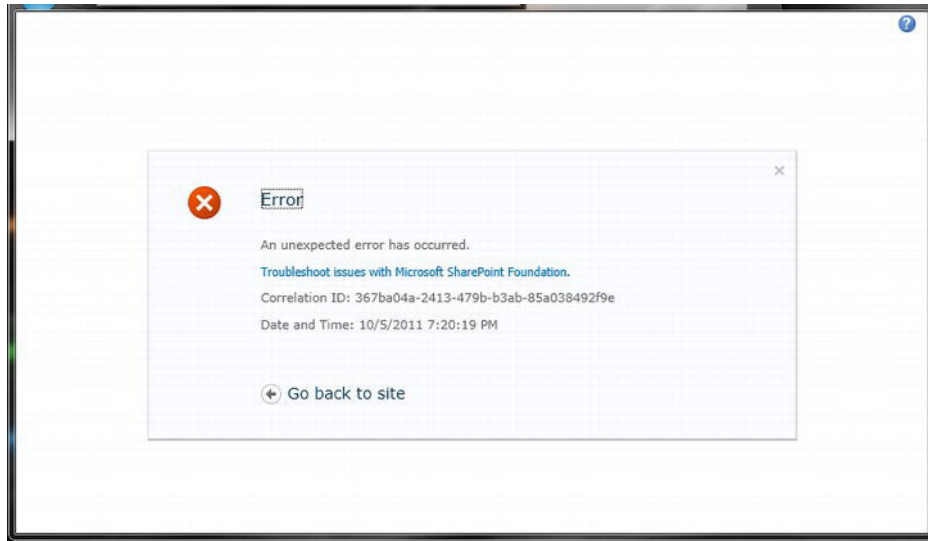 Error
An unexpected error has occurred.
Troubleshoot issues with Microsoft SharePoint Foundation.
Correlation ID: 367ba04a-2413-479b-b3ab-85a038492f9e
Date and Time: 10/5/2011 7:20:19 PM
Go back to site